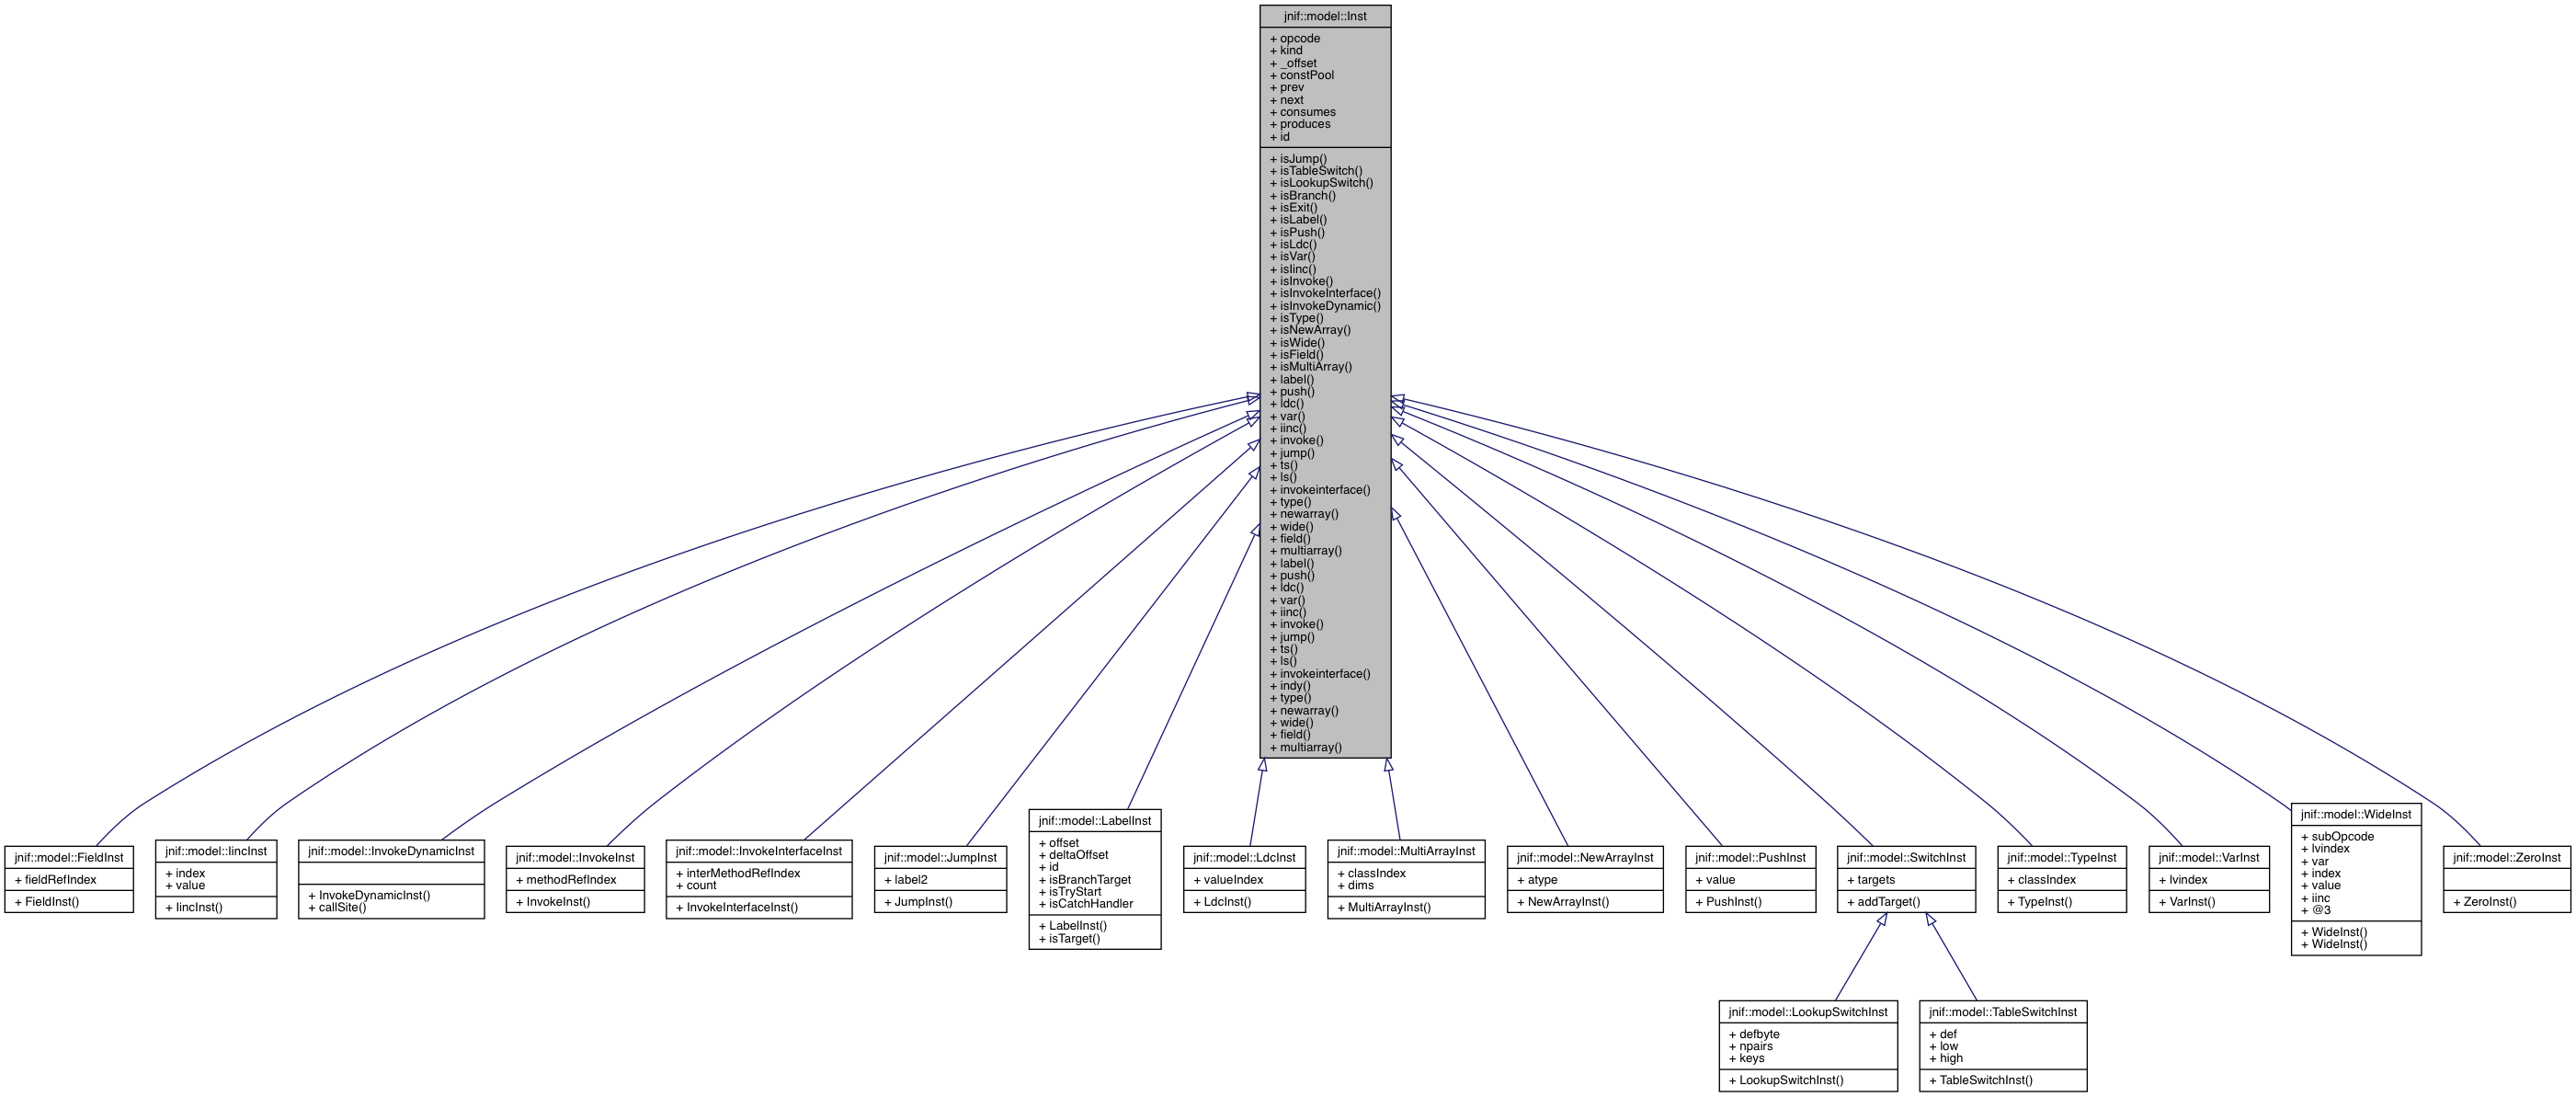 jnif::model::Inst
+ opcode
+ kind
+ _offset
+ constPool
+ prev
+ next
+ consumes
+ produces
+ id
+ isJump()
+ isTableSwitch()
+ isLookupSwitch()
+ isBranch()
+ isExit()
+ isLabel()
+ isPush()
+ isLdc()
+ isVar()
+ isIinc()
+ isInvoke()
+ isInvokeInterface()
+ isInvokeDynamic()
+ isType()
+ isNewArray()
+ isWide()
+ isField()
+ isMultiArray()
+ label()
+ push()
+ ldc()
+ var()
+ iinc()
+ invoke()
+ jump()
+ ts()
+ ls()
+ invokeinterface()
+ type()
+ newarray()
+ wide()
+ field()
+ multiarray()
+ label()
+ push()
+ ldc()
+ var()
+ iinc()
+ invoke()
+ jump()
+ ts()
+ ls()
+ invokeinterface()
+ indy()
+ type()
+ newarray()
+ wide()
+ field()
+ multiarray()
jnif::model::FieldInst
+ fieldRefIndex
+ FieldInst()
jnif::model::IincInst
+ index
+ value
+ IincInst()
jnif::model::InvokeDynamicInst
+ InvokeDynamicInst()
+ callSite()
jnif::model::InvokeInst
+ methodRefIndex
+ InvokeInst()
jnif::model::InvokeInterfaceInst
+ interMethodRefIndex
+ count
+ InvokeInterfaceInst()
jnif::model::JumpInst
+ label2
+ JumpInst()
jnif::model::LabelInst
+ offset
+ deltaOffset
+ id
+ isBranchTarget
+ isTryStart
+ isCatchHandler
+ LabelInst()
+ isTarget()
jnif::model::LdcInst
+ valueIndex
+ LdcInst()
jnif::model::MultiArrayInst
+ classIndex
+ dims
+ MultiArrayInst()
jnif::model::NewArrayInst
+ atype
+ NewArrayInst()
jnif::model::PushInst
+ value
+ PushInst()
jnif::model::SwitchInst
+ targets
+ addTarget()
jnif::model::TypeInst
+ classIndex
+ TypeInst()
jnif::model::VarInst
+ lvindex
+ VarInst()
jnif::model::WideInst
+ subOpcode
+ lvindex
+ var
+ index
+ value
+ iinc
+ @3
+ WideInst()
+ WideInst()
jnif::model::ZeroInst
+ ZeroInst()
jnif::model::LookupSwitchInst
+ defbyte
+ npairs
+ keys
+ LookupSwitchInst()
jnif::model::TableSwitchInst
+ def
+ low
+ high
+ TableSwitchInst()